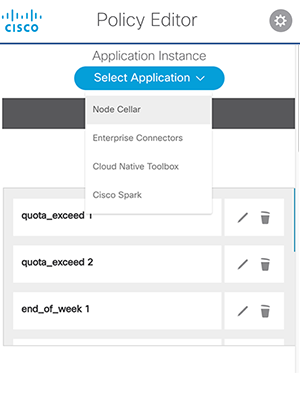 CISCO
Policy Editor
Application Instance
Select Application
Node Cellar
Enterprise Connectors
Cloud Native Toolbox
Cisco Spark
quota_exceed 1
quota_exceed 2
end_of_week 1